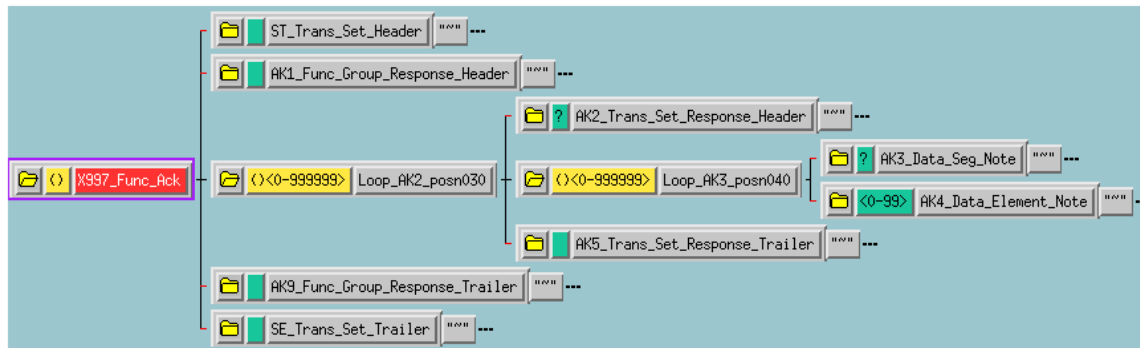 ST_Trans_Set_Header "~" ---
AK1_Func_Group_Response_Header "~" ---
? AK2_Trans_Set_Response_Header "~" ---
? AK3_Data_Seg_Note "~" ---
() X997_Func_Ack ()<0-999999> Loop_AK2_posn030 ()<0-999999> Loop_AK3_posn040
<0-99> AK4_Data_Element_Note "~"
AK5_Trans_Set_Response_Trailer "~" ---
AK9_Func_Group_Response_Trailer "~" ---
SE_Trans_Set_Trailer "~" ---